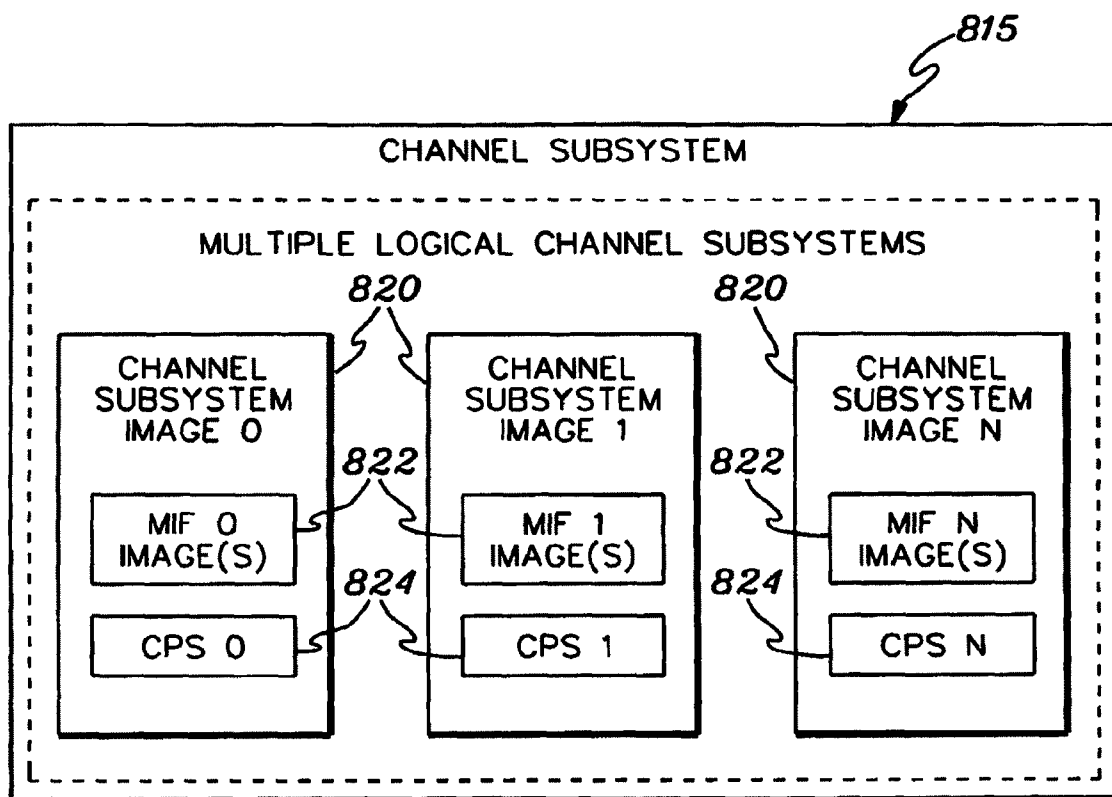 815
CHANNEL SUBSYSTEM
MULTIPLE LOGICAL CHANNEL SUBSYSTEMS
820
820
CHANNEL
SUBSYSTEM
IMAGE 0
CHANNEL
SUBSYSTEM
IMAGE 1
CHANNEL
SUBSYSTEM
IMAGE N
822
822
MIF 0
IMAGE(S)
MIF 1
IMAGE(S)
MIF N
IMAGE(S)
824
824
CPS 0
CPS 1
CPS N